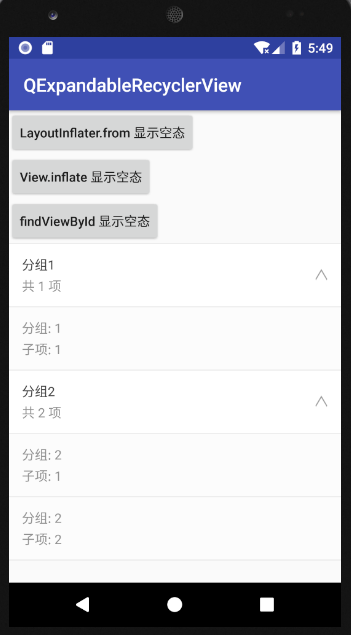 5:49
QExpandableRecyclerView
LayoutInflater.from 显示空态
View.inflate 显示空态
findViewById 显示空态
分组1
共 1 项
分组: 1
子项: 1
分组2
共 2 项
分组: 2
子项: 1
分组: 2
子项: 2